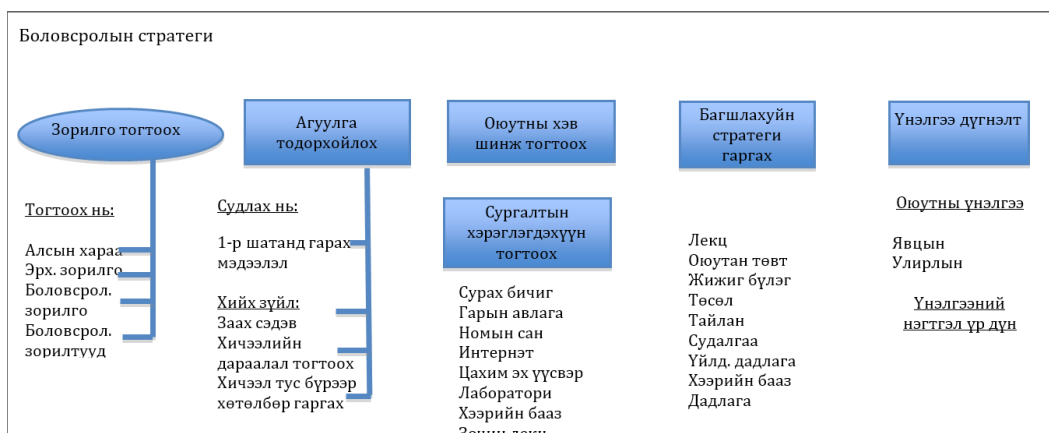 Боловсролын стратеги
Зорилго тогтоох
Тогтоох нь:
Алсын хараа
Эрх. зорилго
Боловсрол.
зорилго
Боловсрол.
зорилтууд
Агуулга
тодорхойлох
Судлах нь:
1-р шатанд гарах
мэдээлэл
Хийх зүйл:
Заах сэдэв
Хичээлийн
дараалал тогтоох
Хичээл тус бүрээр
хөтөлбөр гаргах
Оюутны хэв
шинж тогтоох
Сургалтын
хэрэглэгдэхүүн
тогтоох
Сурах бичиг
Гарын авлага
Номын сан
Интернэт
Цахим эх үүсвэр
Лаборатори
Хээрийн бааз
Багшлахуйн
стратеги
гаргах
Лекц
Оюутан төвт
Жижиг бүлэг
Төсөл
Тайлан
Судалгаа
Үйлд. дадлага
Хээрийн бааз
Дадлага
Үнэлгээ дүгнэлт
Оюутны үнэлгээ
Явцын
Улирлын
Үнэлгээний
нэгтгэл үр дүн